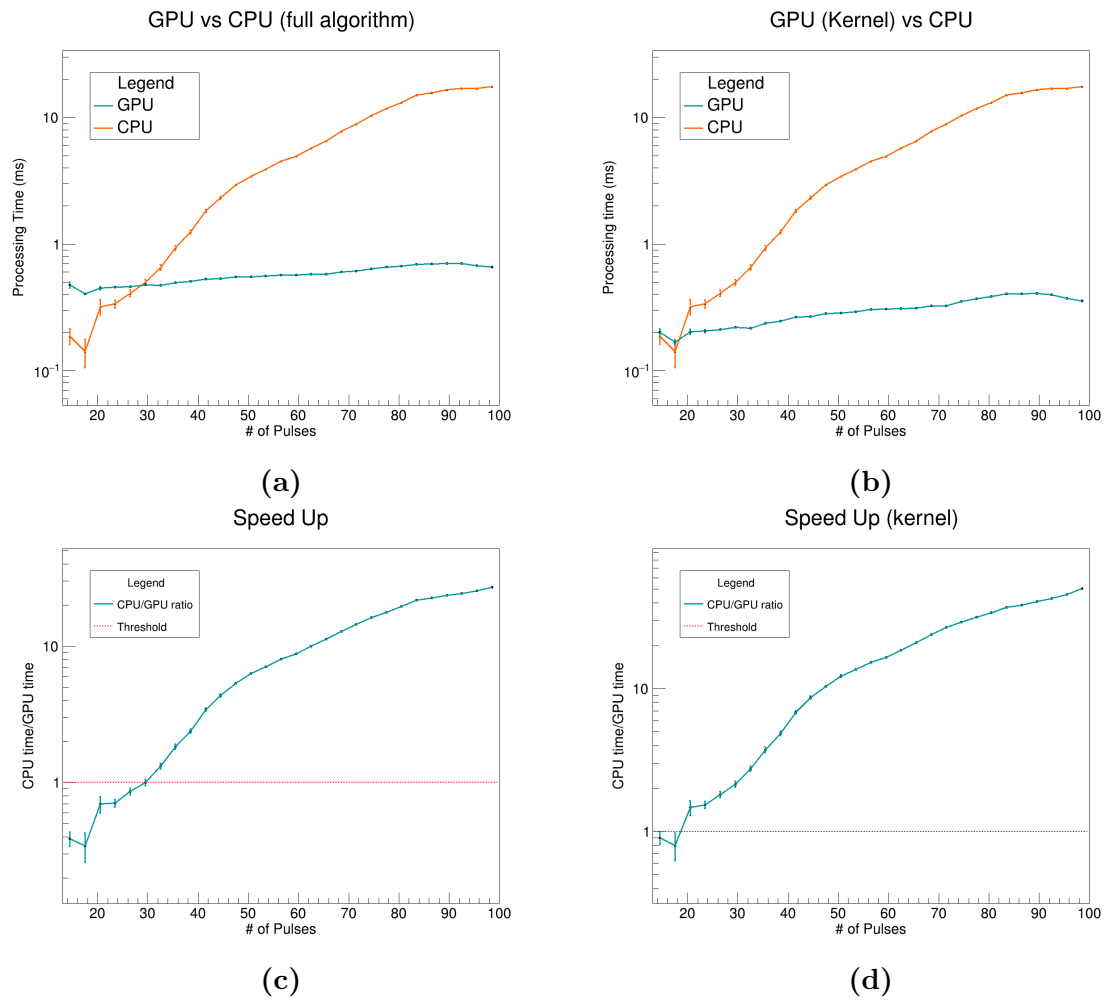 GPU vs CPU (full algorithm)
Processing Time (ms)
Legend
GPU
CPU
10
1
10⁻¹
20 30 40 50 60 70 80 90 100
# of Pulses
(a)
GPU (Kernel) vs CPU
Processing time (ms)
Legend
GPU
CPU
10
1
10⁻¹
20 30 40 50 60 70 80 90 100
# of Pulses
(b)
Speed Up
CPU time/GPU time
Legend
CPU/GPU ratio
Threshold
10
1
20 30 40 50 60 70 80 90 100
# of Pulses
(c)
Speed Up (kernel)
CPU time/GPU time
Legend
CPU/GPU ratio
Threshold
10
1
20 30 40 50 60 70 80 90 100
# of Pulses
(d)